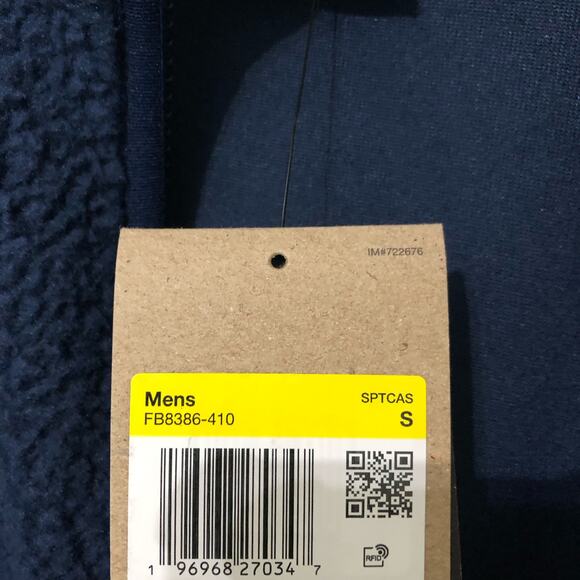 IM#722676
Mens SPTCAS
FB8386-410 S
1 96968 27034 7
RFID